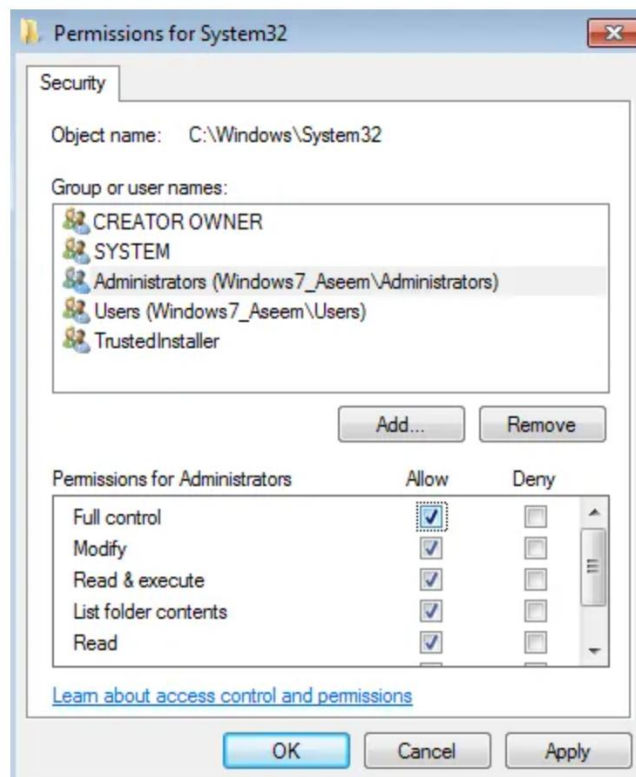 Permissions for System32
Security
Object name: C:\Windows\System32
Group or user names:
CREATOR OWNER
SYSTEM
Administrators (Windows7_Aseem\Administrators)
Users (Windows7_Aseem\Users)
TrustedInstaller
Add... Remove
Permissions for Administrators Allow Deny
Full control
Modify
Read & execute
List folder contents
Read
Learn about access control and permissions
OK Cancel Apply